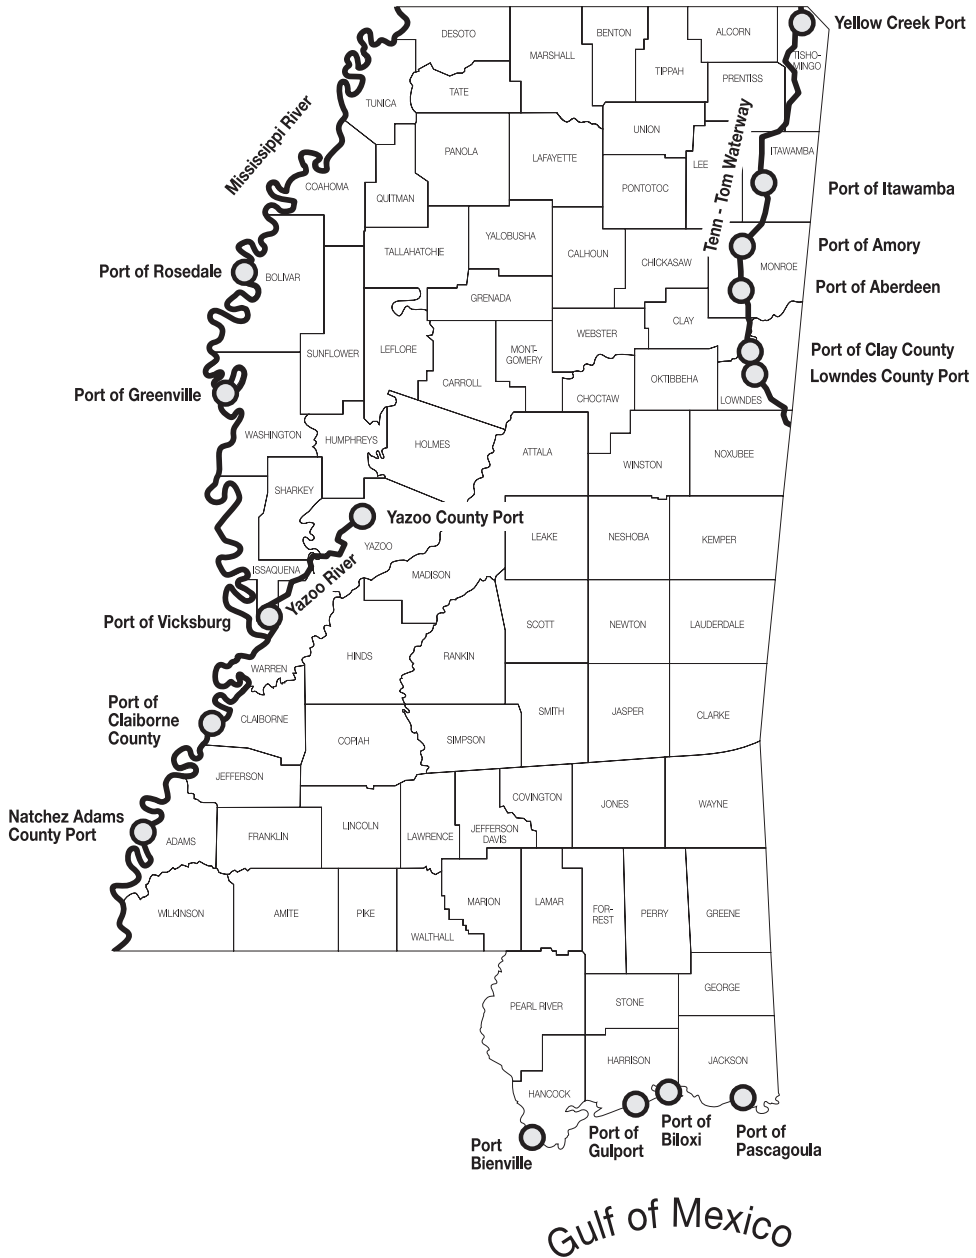 DESOTO
BENTON
ALCORN
Yellow Creek Port
MARSHALL
TIPPAH
TISHO-
MINGO
PRENTISS
TATE
TUNICA
Mississippi River
UNION
Tenn - Tom Waterway
PANOLA
LAFAYETTE
LEE
ITAWAMBA
COAHOMA
QUITMAN
PONTOTOC
Port of Itawamba
YALOBUSHA
TALLAHATCHIE
CALHOUN
CHICKASAW
Port of Amory
MONROE
Port of Rosedale
BOLIVAR
GRENADA
Port of Aberdeen
CLAY
WEBSTER
SUNFLOWER
LEFLORE
MONT-
GOMERY
Port of Clay County
CARROLL
OKTIBBEHA
Lowndes County Port
Port of Greenville
CHOCTAW
LOWNDES
WASHINGTON
HUMPHREYS
HOLMES
ATTALA
WINSTON
NOXUBEE
SHARKEY
Yazoo County Port
YAZOO
LEAKE
NESHOBA
KEMPER
ISSAQUENA
Yazoo River
MADISON
Port of Vicksburg
SCOTT
NEWTON
LAUDERDALE
WARREN
HINDS
RANKIN
Port of
Claiborne
County
CLAIBORNE
SMITH
JASPER
CLARKE
COPIAH
SIMPSON
JEFFERSON
COVINGTON
JONES
WAYNE
Natchez Adams
County Port
ADAMS
FRANKLIN
LINCOLN
LAWRENCE
JEFFERSON
DAVIS
WILKINSON
AMITE
PIKE
WALTHALL
MARION
LAMAR
FOR-
REST
PERRY
GREENE
PEARL RIVER
STONE
GEORGE
HARRISON
JACKSON
HANCOCK
Port
Bienville
Port of
Gulport
Port of
Biloxi
Port of
Pascagoula
Gulf of Mexico